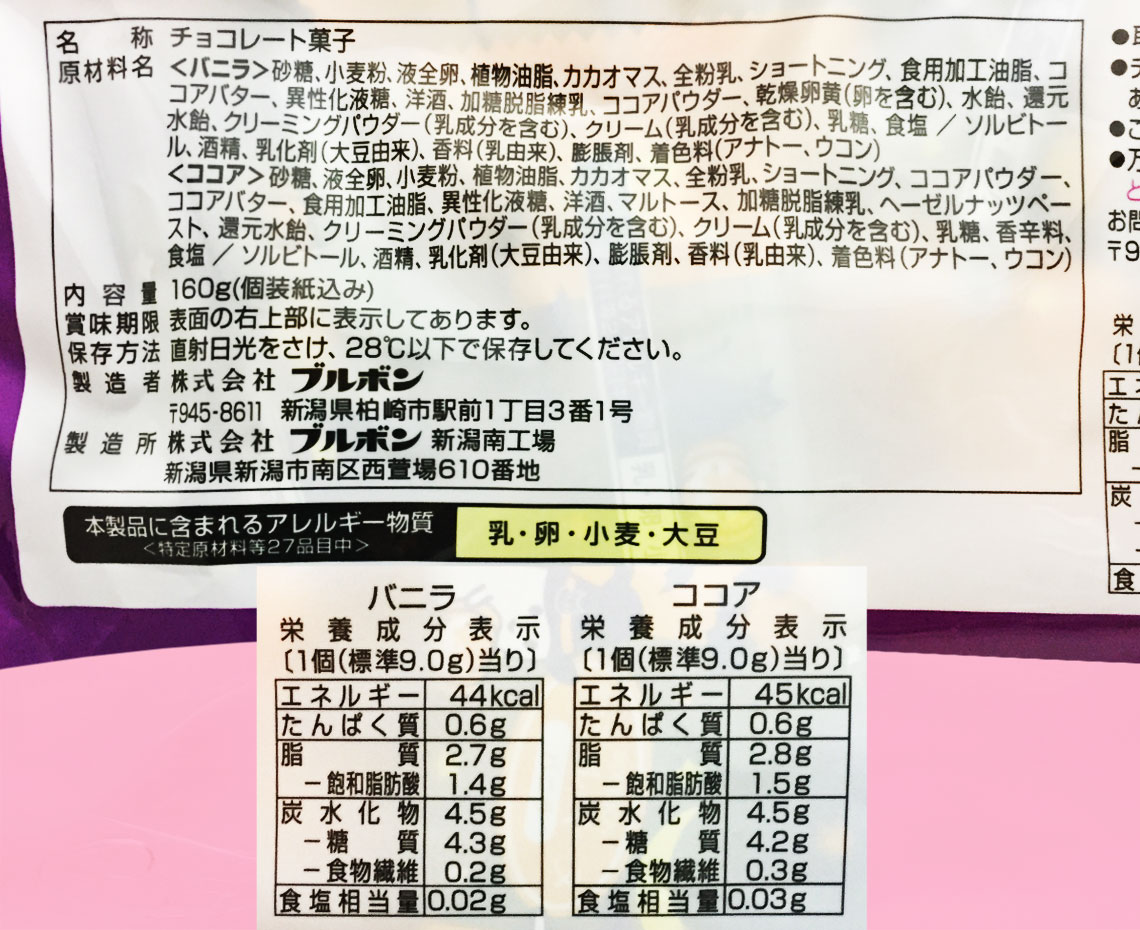 名称 チョコレート菓子
原材料名 <バニラ>砂糖、小麦粉、液全卵、植物油脂、カカオマス、全粉乳、ショートニング、食用加工油脂、コ
コアバター、異性化液糖、洋酒、加糖脱脂練乳、ココアパウダー、乾燥卵黄(卵を含む)、水飴、還元
水飴、クリーミングパウダー(乳成分を含む)、クリーム(乳成分を含む)、乳糖、食塩 / ソルビトー
ル、酒精、乳化剤(大豆由来)、香料(乳由来)、膨脹剤、着色料(アナトー、ウコン)
<ココア>砂糖、液全卵、小麦粉、植物油脂、カカオマス、全粉乳、ショートニング、ココアパウダー、
ココアバター、食用加工油脂、異性化液糖、洋酒、マルトース、加糖脱脂練乳、ヘーゼルナッツペー
スト、還元水飴、クリーミングパウダー(乳成分を含む)、クリーム(乳成分を含む)、乳糖、香辛料、
食塩 / ソルビトール、酒精、乳化剤(大豆由来)、膨脹剤、香料(乳由来)、着色料(アナトー、ウコン)
内容量 160g(個装紙込み)
賞味期限 表面の右上部に表示してあります。
保存方法 直射日光をさけ、28℃以下で保存してください。
製造者 株式会社 ブルボン
〒945-8611 新潟県柏崎市駅前1丁目3番1号
製造所 株式会社 ブルボン 新潟南工場
新潟県新潟市南区西萱場610番地
本製品に含まれるアレルギー物質
<特定原材料等27品目中>
乳・卵・小麦・大豆
バニラ
栄養成分表示
〔1個(標準9.0g)当り〕
エネルギー 44kcal
たんぱく質 0.6g
脂質 2.7g
－飽和脂肪酸 1.4g
炭水化物 4.5g
－糖質 4.3g
－食物繊維 0.2g
食塩相当量 0.02g
ココア
栄養成分表示
〔1個(標準9.0g)当り〕
エネルギー 45kcal
たんぱく質 0.6g
脂質 2.8g
－飽和脂肪酸 1.5g
炭水化物 4.5g
－糖質 4.2g
－食物繊維 0.3g
食塩相当量 0.03g
お問
〒9
栄
〔1
エ
た
脂
炭
食